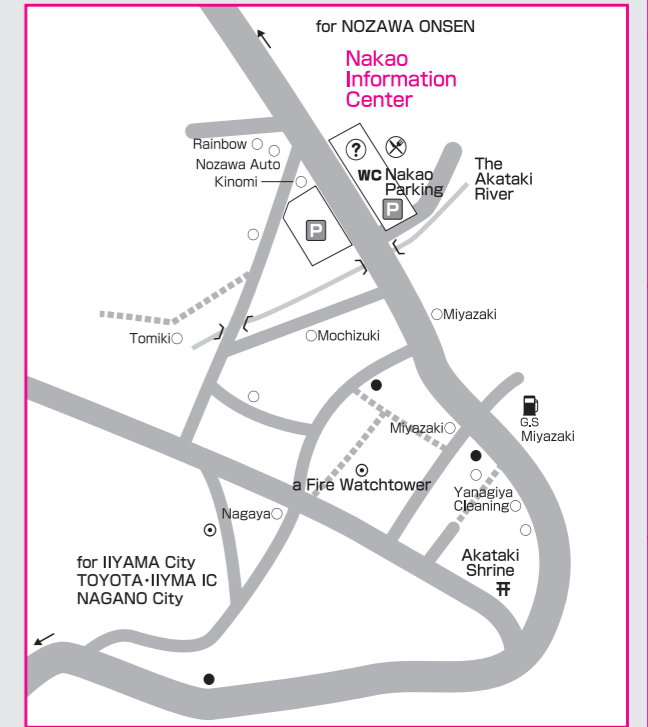 for NOZAWA ONSEN
Nakao
Information
Center
Rainbow
Nozawa Auto
Kinomi
?
WC Nakao
Parking
P
P
The
Akataki
River
Miyazaki
Tomiki
Mochizuki
G.S
Miyazaki
Miyazaki
a Fire Watchtower
Yanagiya
Cleaning
Nagaya
Akataki
Shrine
for IIYAMA City
TOYOTA･IIYMA IC
NAGANO City